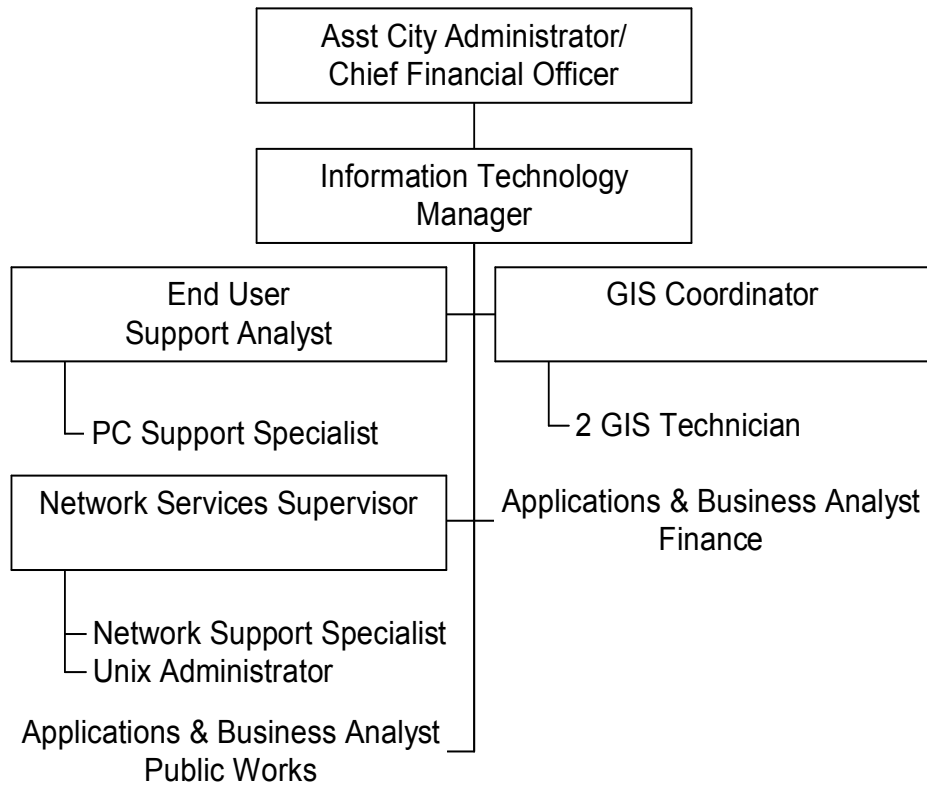 Asst City Administrator/
Chief Financial Officer
Information Technology
Manager
End User
Support Analyst
GIS Coordinator
PC Support Specialist
2 GIS Technician
Network Services Supervisor
Applications & Business Analyst
Finance
Network Support Specialist
Unix Administrator
Applications & Business Analyst
Public Works